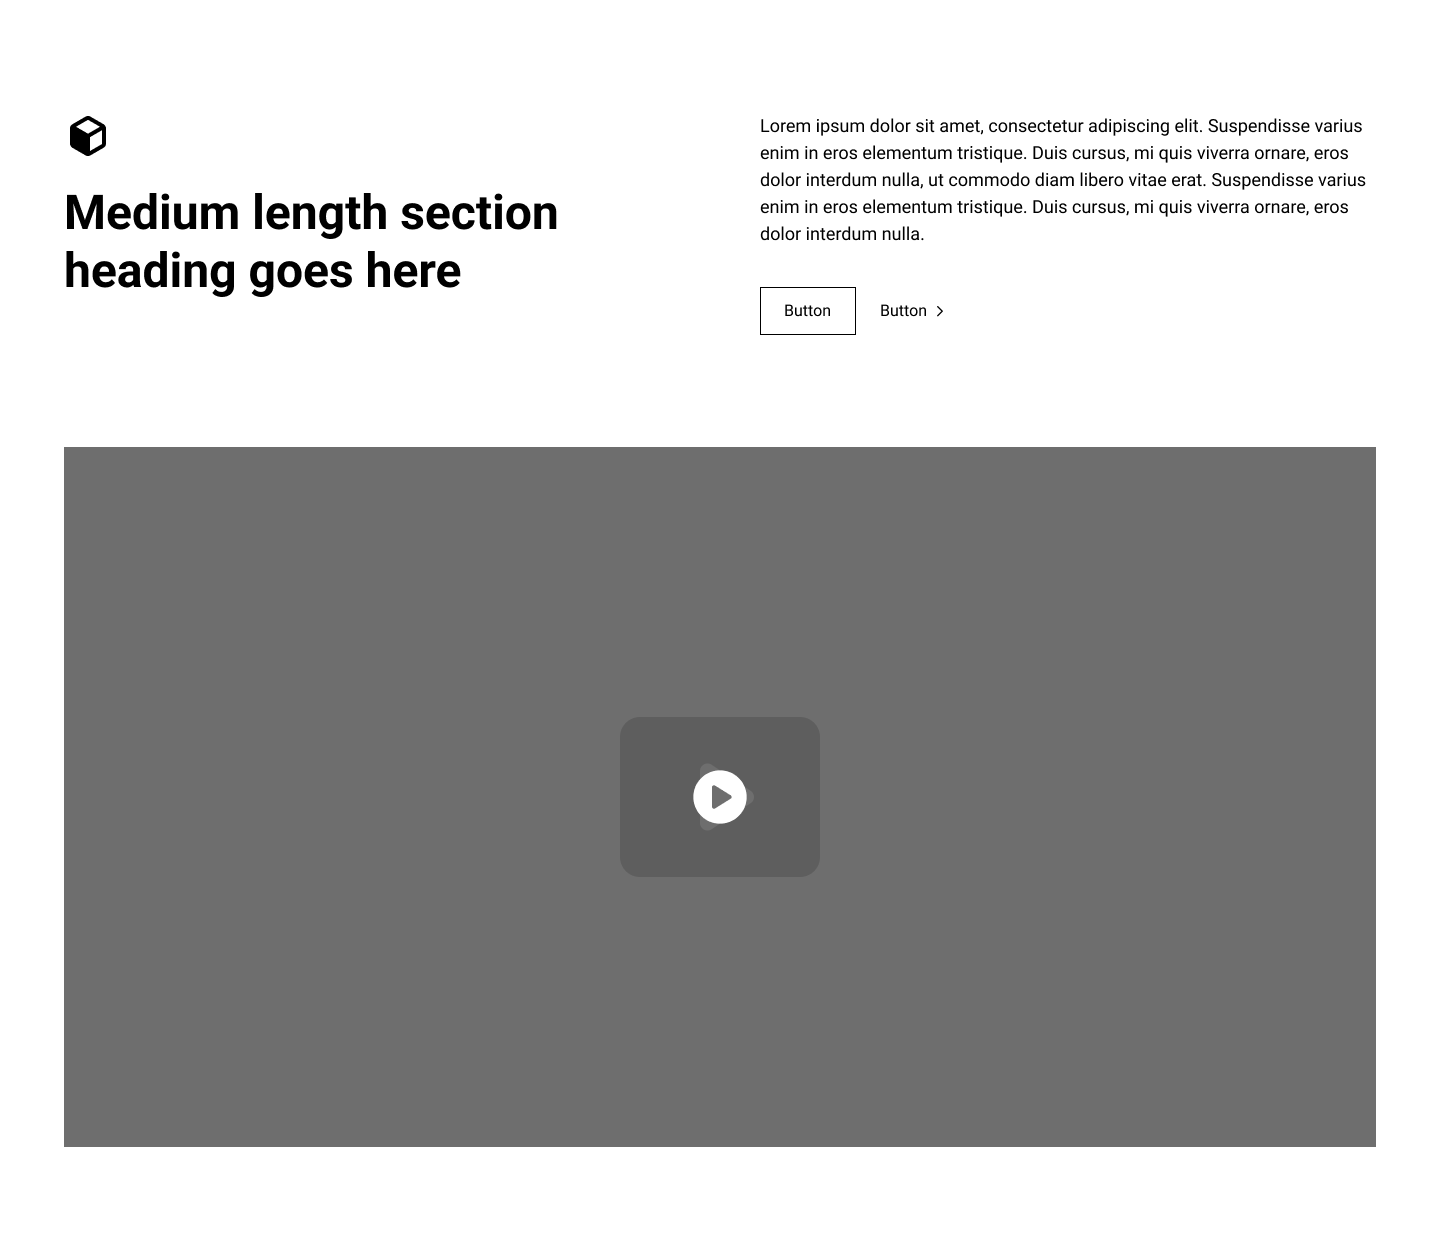 Medium length section
heading goes here
Lorem ipsum dolor sit amet, consectetur adipiscing elit. Suspendisse varius
enim in eros elementum tristique. Duis cursus, mi quis viverra ornare, eros
dolor interdum nulla, ut commodo diam libero vitae erat. Suspendisse varius
enim in eros elementum tristique. Duis cursus, mi quis viverra ornare, eros
dolor interdum nulla.
Button
Button